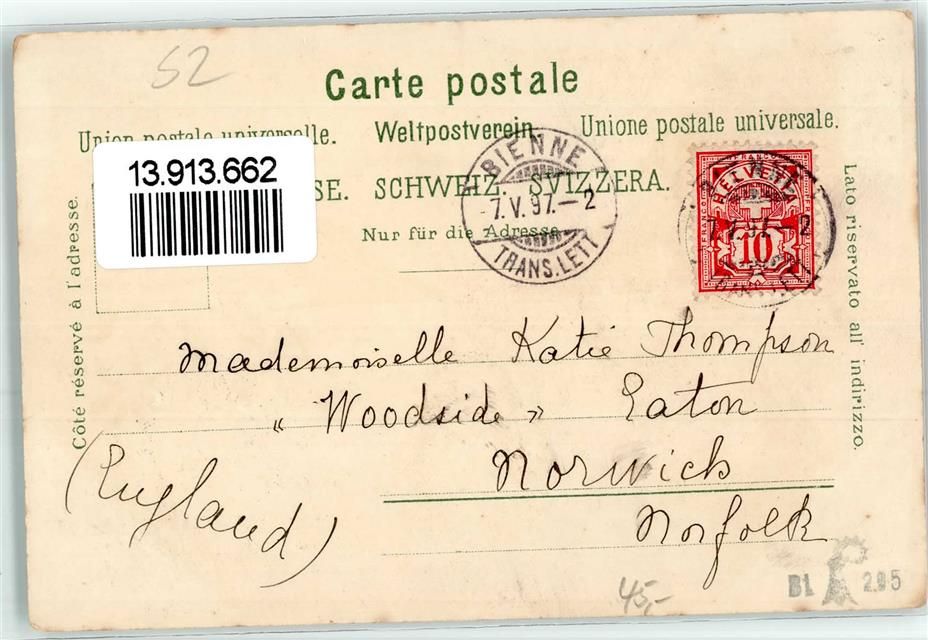 52
Carte postale
Union postale universelle. Weltpostverein Unione postale universale.
13.913.662
SE. SCHWEIZ. SVIZZERA.
Nur für die Adresse
BIENNE
7.V.97.-2
TRANS.LETT
HELVETIA
10
Côté réservé à l'adresse.
Lato riservato all' indirizzo.
Mademoiselle Katie Thompson
"Woodside" Eaton
Norwich
(England)
Norfolk
45,-
B1 295